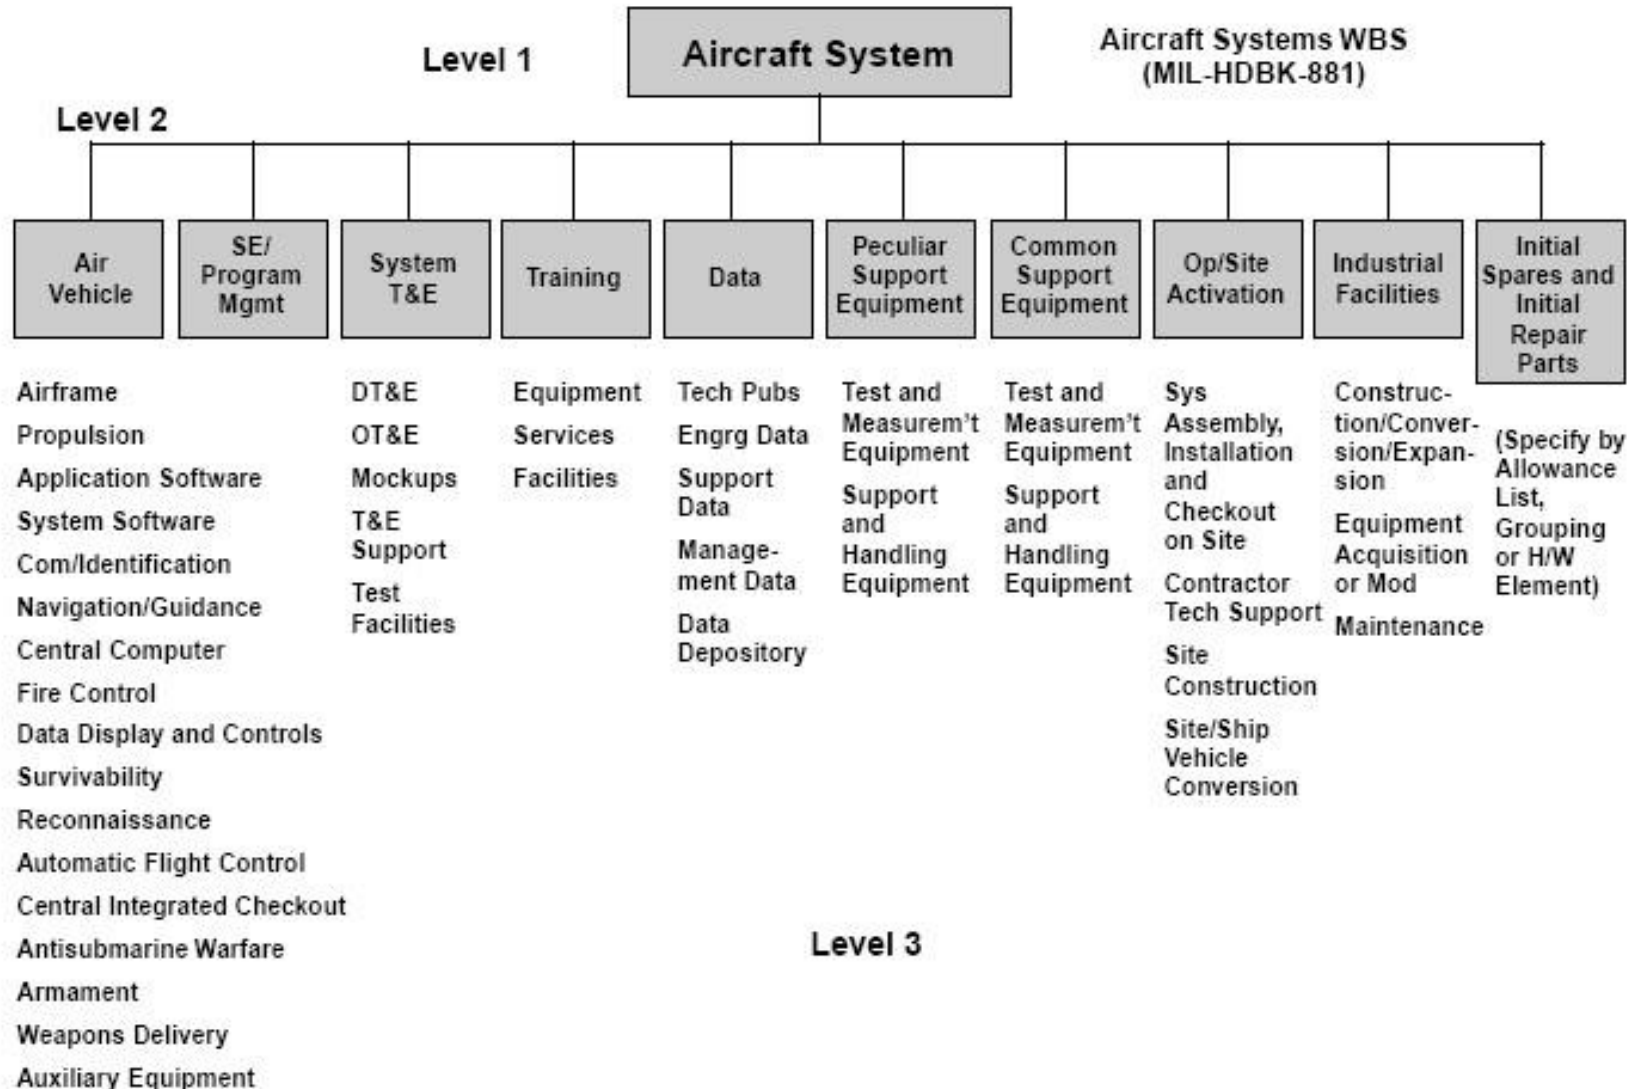 Level 1
Aircraft System
Aircraft Systems WBS
(MIL-HDBK-881)
Level 2
Air
Vehicle
SE/
Program
Mgmt
System
T&E
Training
Data
Peculiar
Support
Equipment
Common
Support
Equipment
Op/Site
Activation
Industrial
Facilities
Initial
Spares and
Initial
Repair
Parts
Airframe
Propulsion
Application Software
System Software
Com/Identification
Navigation/Guidance
Central Computer
Fire Control
Data Display and Controls
Survivability
Reconnaissance
Automatic Flight Control
Central Integrated Checkout
Antisubmarine Warfare
Armament
Weapons Delivery
Auxiliary Equipment
DT&E
OT&E
Mockups
T&E
Support
Test
Facilities
Equipment
Services
Facilities
Tech Pubs
Engrg Data
Support
Data
Manage-
ment Data
Data
Depository
Test and
Measurem't
Equipment
Support
and
Handling
Equipment
Test and
Measurem't
Equipment
Support
and
Handling
Equipment
Sys
Assembly,
Installation
and
Checkout
on Site
Contractor
Tech Support
Site
Construction
Site/Ship
Vehicle
Conversion
Construc-
tion/Conver-
sion/Expan-
sion
Equipment
Acquisition
or Mod
Maintenance
(Specify by
Allowance
List,
Grouping
or H/W
Element)
Level 3